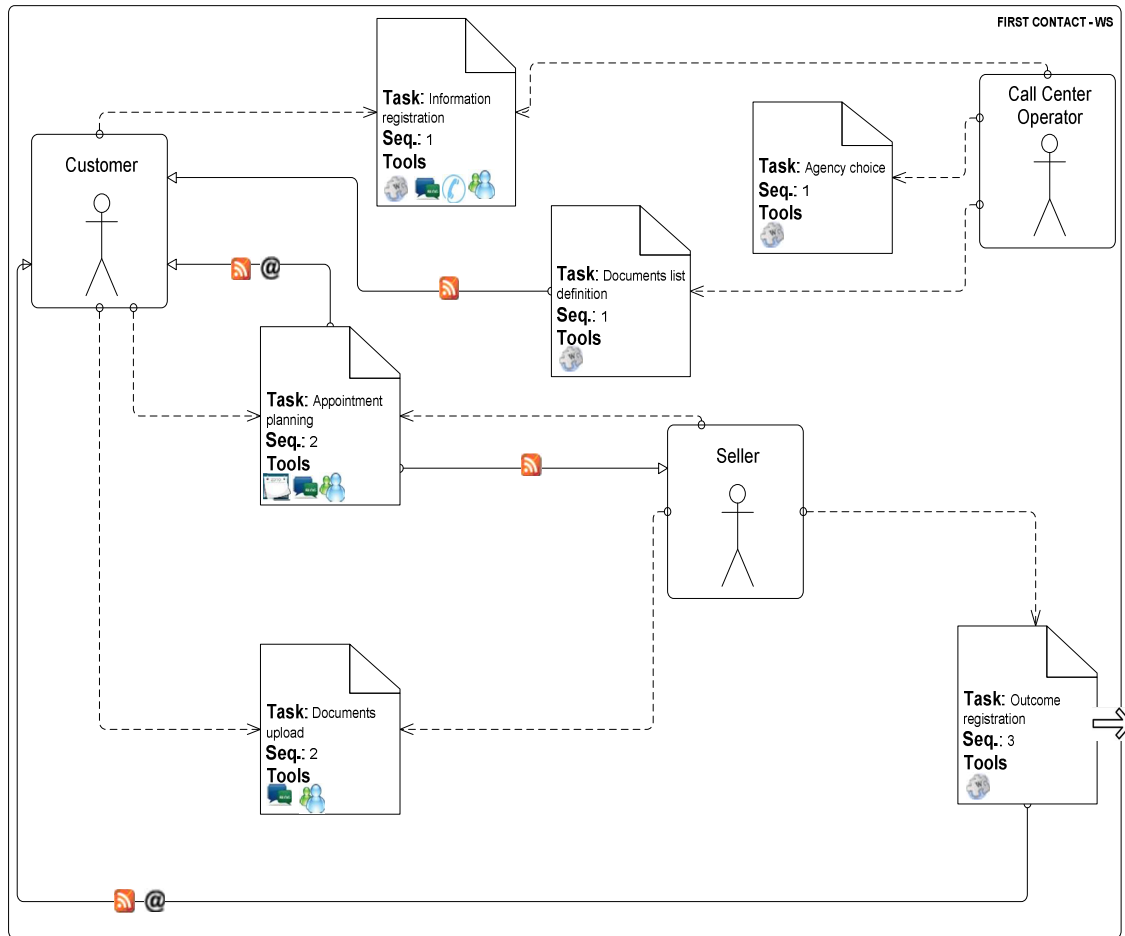 FIRST CONTACT - WS
Task: Information
registration
Seq.: 1
Tools
Call Center
Operator
Customer
Task: Agency choice
Seq.: 1
Tools
Task: Documents list
definition
Seq.: 1
Tools
@
Task: Appointment
planning
Seq.: 2
Tools
Seller
Task: Documents
upload
Seq.: 2
Tools
Task: Outcome
registration
Seq.: 3
Tools
@